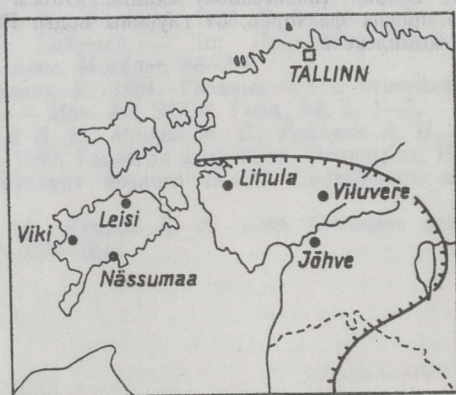 TALLINN
Lihula
Viluvere
Leisi
Viki
Jõhve
Nässumaa